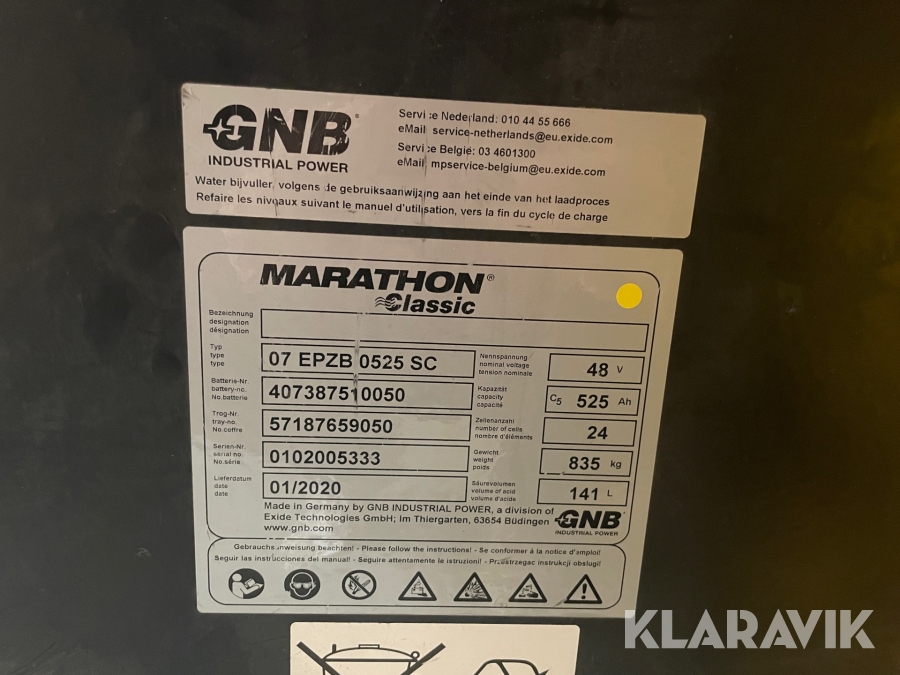 GNB®
INDUSTRIAL POWER
Service Nederland: 010 44 55 666
eMail service-netherlands@eu.exide.com
Service België: 03 4601300
eMail mpservice-belgium@eu.exide.com
Water bijvullen, volgens de gebruiksaanwijzing aan het einde van het laadproces
Refaire les niveaux suivant le manuel d'utilisation, vers la fin du cycle de charge
MARATHON®
Classic
Bezeichnung
designation
désignation
Typ
type
type
07 EPZB 0525 SC
Nennspannung
nominal voltage
tension nominale
48 V
Batterie-Nr.
battery-no.
No.batterie
407387510050
Kapazität
capacity
capacité
C5 525 Ah
Trog-Nr.
tray-no.
No.coffre
57187659050
Zellenanzahl
number of cells
nombre d'éléments
24
Serien-Nr.
serial no.
No.série
0102005333
Gewicht
weight
poids
835 kg
Lieferdatum
date
date
01/2020
Säurevolumen
volume of acid
volume d'acide
141 L
Made in Germany by GNB INDUSTRIAL POWER, a division of
Exide Technologies GmbH; Im Thiergarten, 63654 Büdingen
www.gnb.com
GNB
INDUSTRIAL POWER
Gebrauchsanweisung beachten! - Please follow the instructions! - Se conformer à la notice d'emploi!
Seguir las instrucciones del manual! - Seguire attentamente le istruzioni! - Przestrzegac instrukcji obslugi!
KLARAVIK